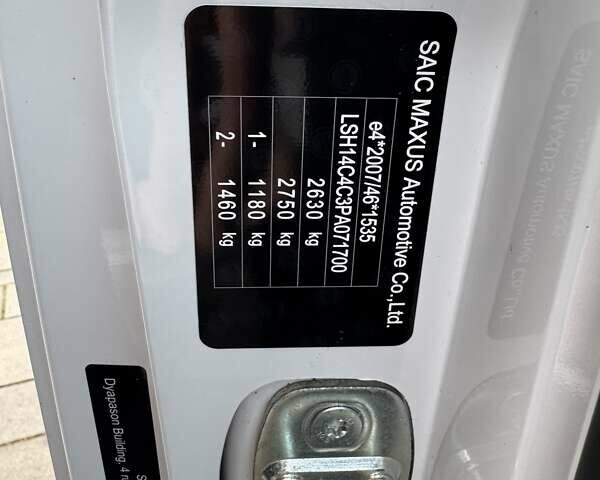 SAIC MAXUS Automotive Co.,Ltd.
e4*2007/46*1535
LSH14C4C3PA071700
2630 kg
2750 kg
1- 1180 kg
2- 1460 kg
Dyapason Building, 4